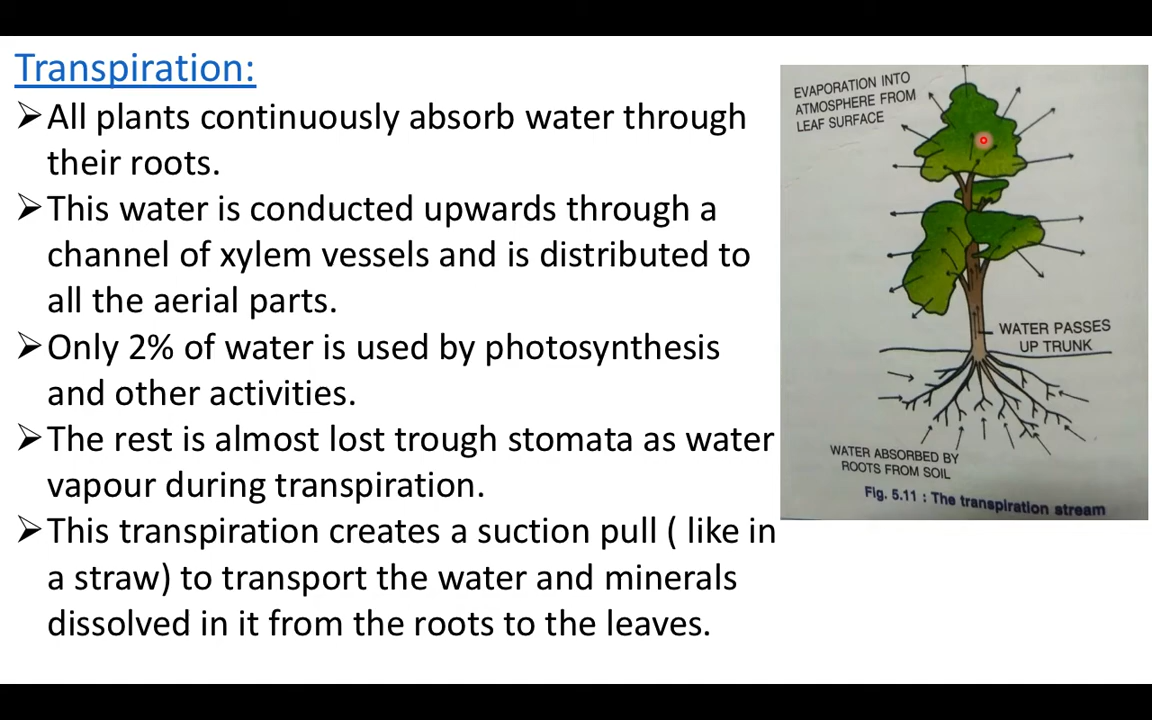 Transpiration:
➢All plants continuously absorb water through
their roots.
➢This water is conducted upwards through a
channel of xylem vessels and is distributed to
all the aerial parts.
➢Only 2% of water is used by photosynthesis
and other activities.
➢The rest is almost lost trough stomata as water
vapour during transpiration.
➢This transpiration creates a suction pull ( like in
a straw) to transport the water and minerals
dissolved in it from the roots to the leaves.
EVAPORATION INTO
ATMOSPHERE FROM
LEAF SURFACE
WATER PASSES
UP TRUNK
WATER ABSORBED BY
ROOTS FROM SOIL
Fig. 5.11 : The transpiration stream